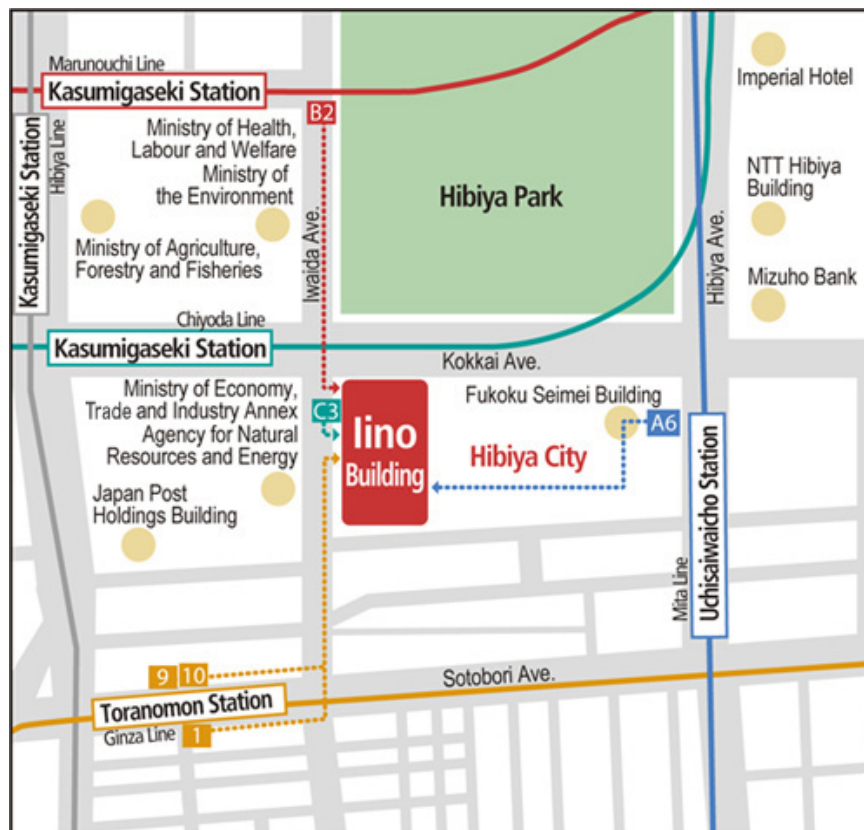 Marunouchi Line
Kasumigaseki Station
B2
Imperial Hotel
Kasumigaseki Station
Hibiya Line
Ministry of Health,
Labour and Welfare
Ministry of
the Environment
Ministry of Agriculture,
Forestry and Fisheries
Iwaida Ave.
Hibiya Park
Hibiya Ave.
NTT Hibiya
Building
Mizuho Bank
Chiyoda Line
Kasumigaseki Station
Kokkai Ave.
Ministry of Economy,
Trade and Industry Annex
Agency for Natural
Resources and Energy
C3
Iino
Building
Fukoku Seimei Building
A6
Hibiya City
Japan Post
Holdings Building
Mita Line
Uchisaiwaicho Station
9 10
Toranomon Station
Ginza Line
1
Sotobori Ave.